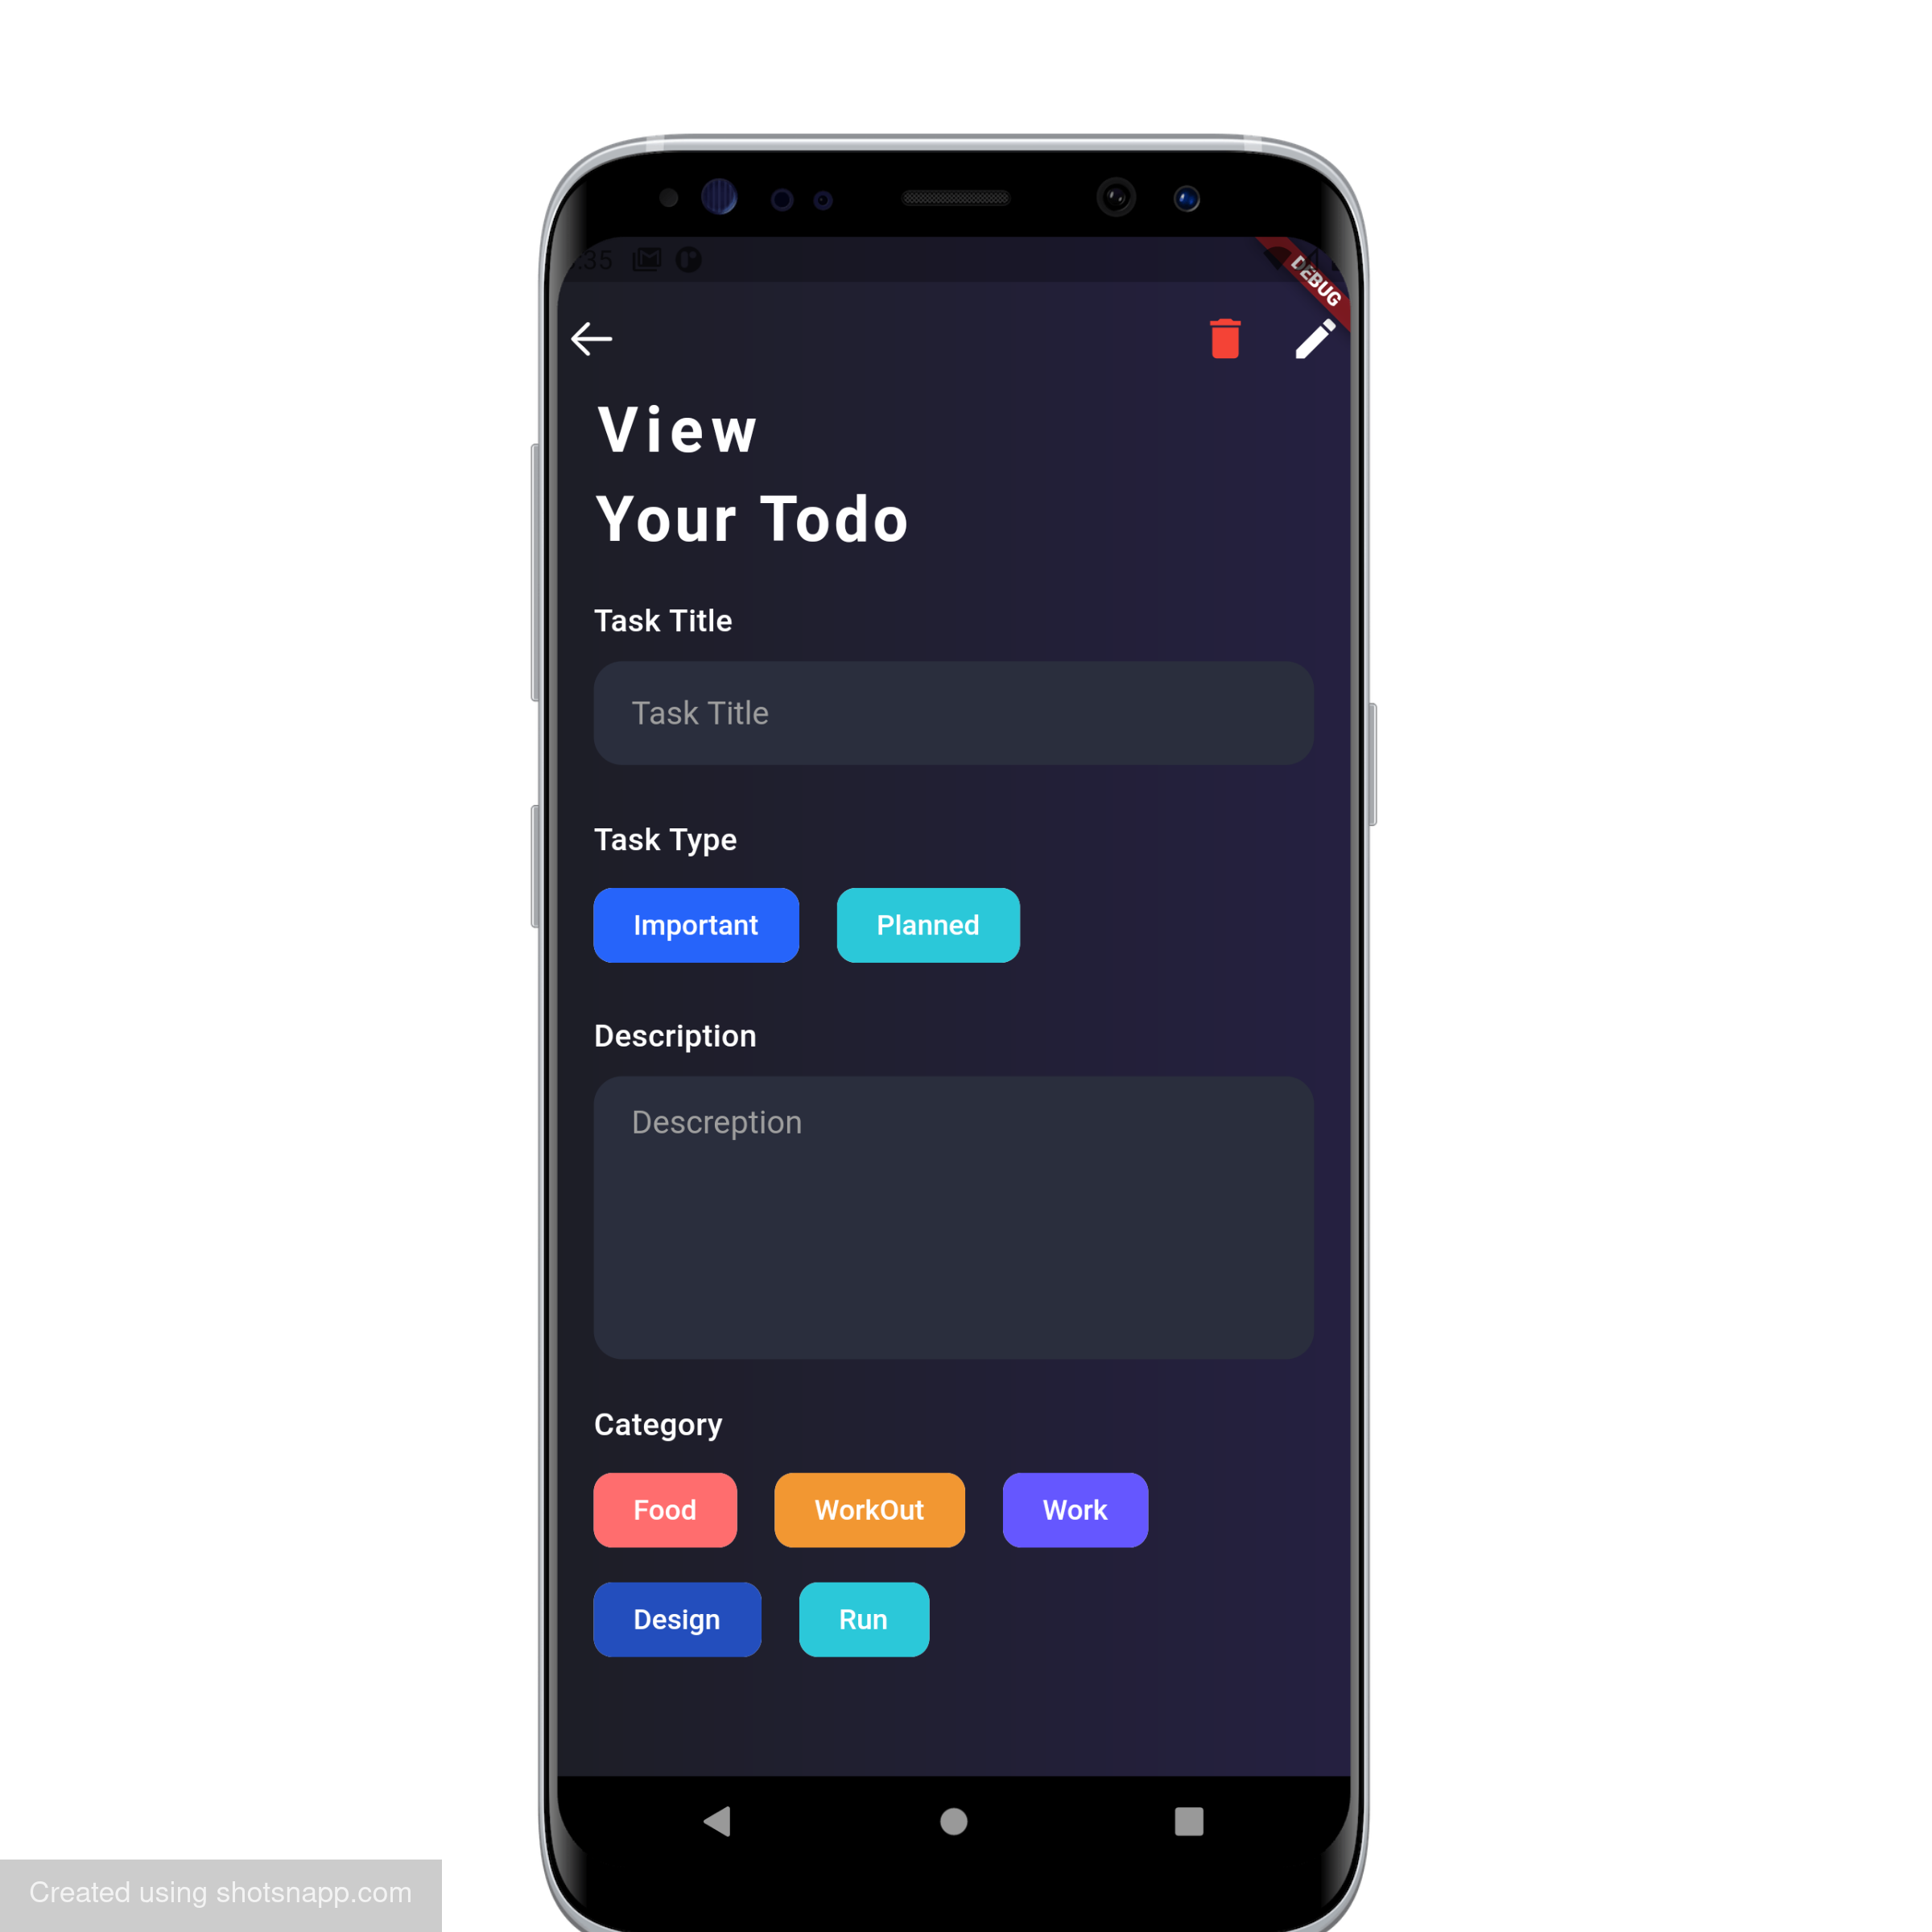 :35
DEBUG
View
Your Todo
Task Title
Task Title
Task Type
Important Planned
Description
Descreption
Category
Food WorkOut Work
Design Run
Created using shotsnapp.com